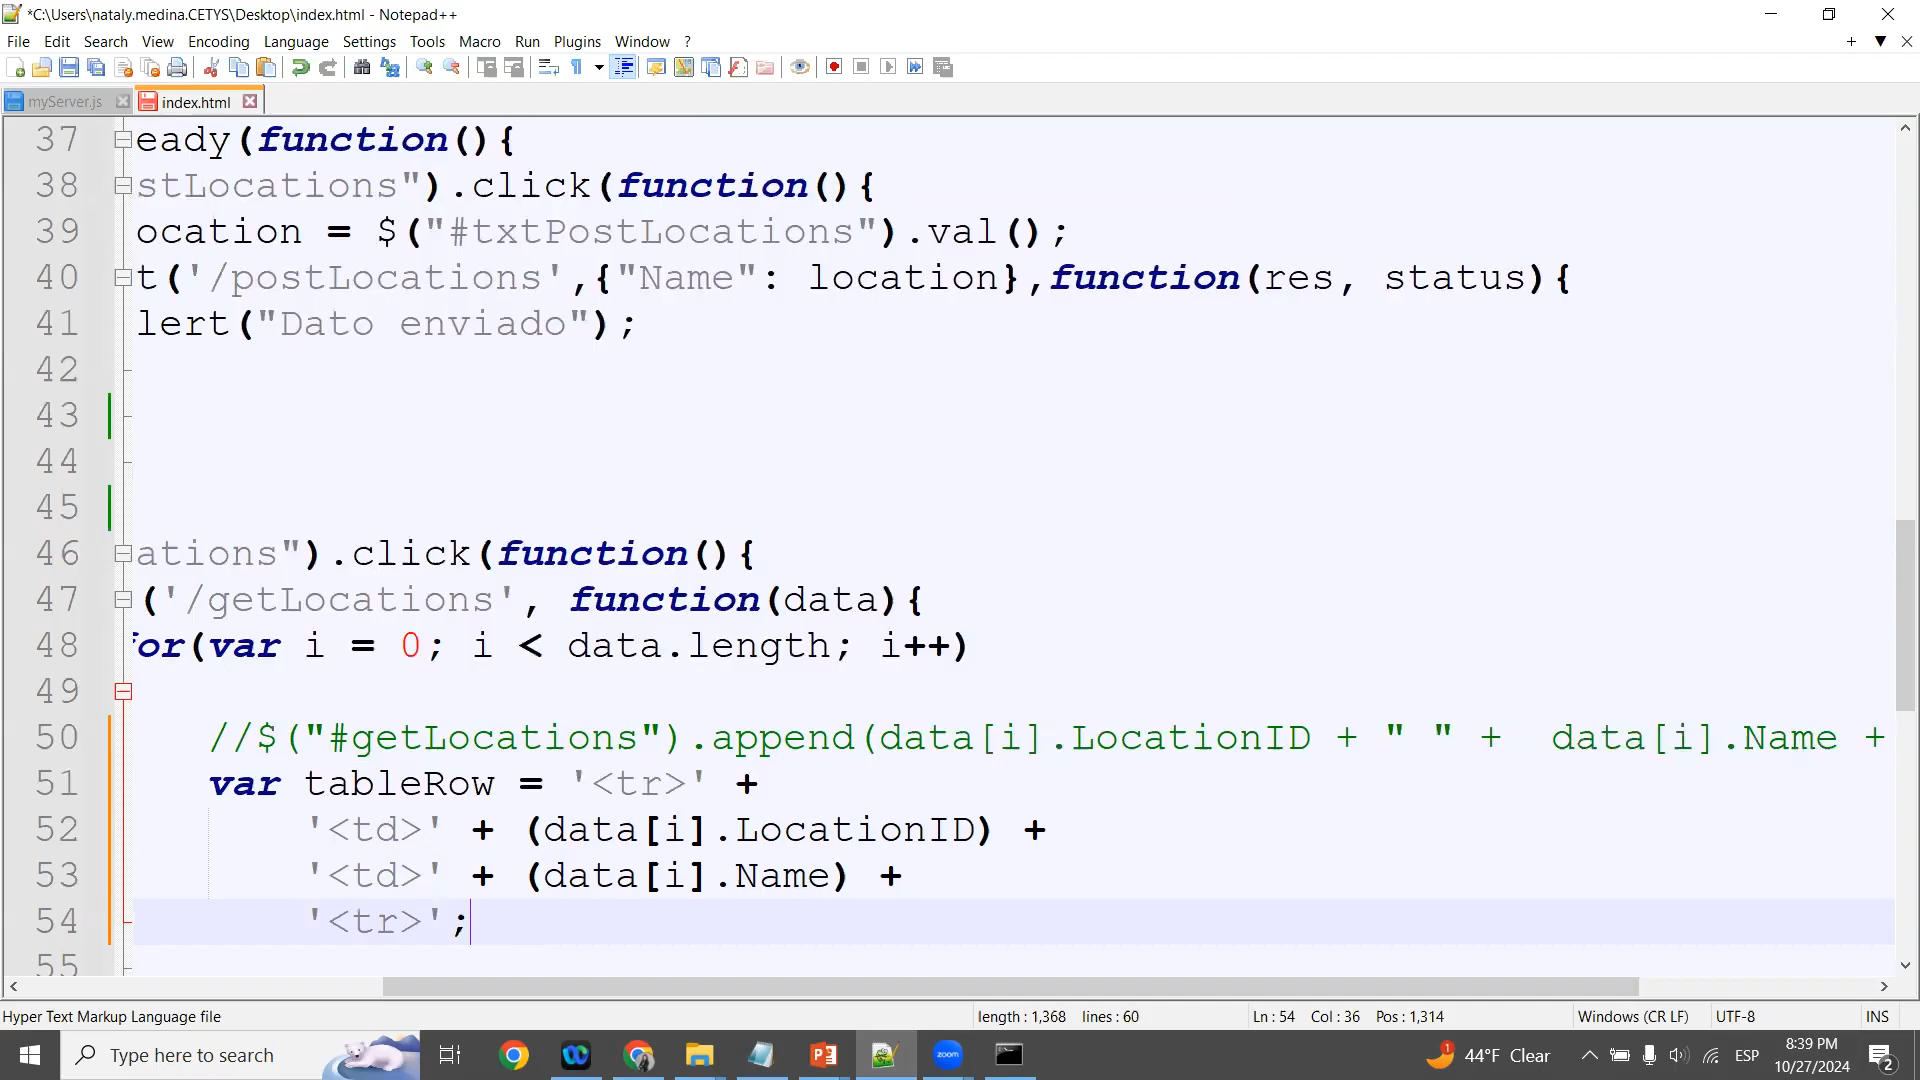 *C:\Users\nataly.medina.CETYS\Desktop\index.html - Notepad++
File Edit Search View Encoding Language Settings Tools Macro Run Plugins Window ?
myServer.js index.html
37 eady(function(){
38 stLocations").click(function(){
39 ocation = $("#txtPostLocations").val();
40 t('/postLocations',{"Name": location},function(res, status){
41 lert("Dato enviado");
42
43
44
45
46 ations").click(function(){
47 ('/getLocations', function(data){
48 for(var i = 0; i < data.length; i++)
49
50 //$("#getLocations").append(data[i].LocationID + " " +  data[i].Name +
51 var tableRow = '<tr>' +
52 '<td>' + (data[i].LocationID) +
53 '<td>' + (data[i].Name) +
54 '<tr>';
55
Hyper Text Markup Language file length : 1,368 lines : 60 Ln : 54 Col : 36 Pos : 1,314 Windows (CR LF) UTF-8 INS
Type here to search zoom 1 44°F Clear ESP 8:39 PM 10/27/2024 2